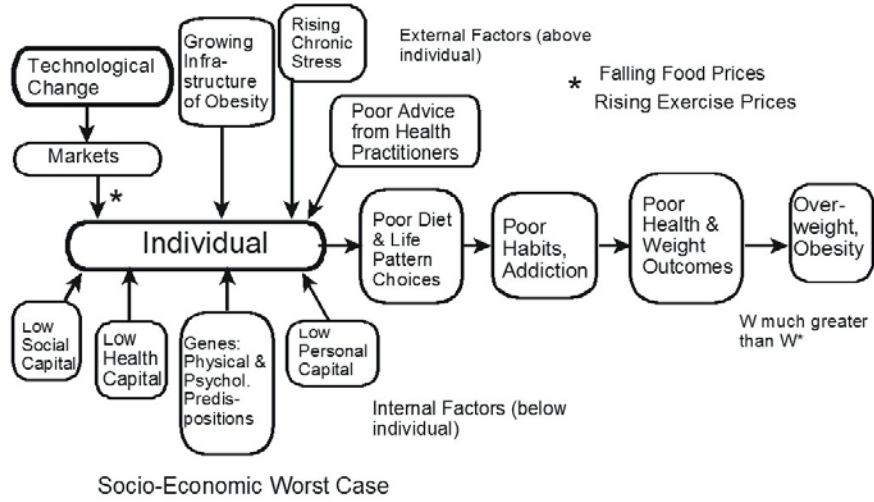 Technological
Change
Markets
*
Growing
Infra-
structure
of Obesity
Rising
Chronic
Stress
External Factors (above
individual)
Poor Advice
from Health
Practitioners
* Falling Food Prices
Rising Exercise Prices
Individual
Poor Diet
& Life
Pattern
Choices
Poor
Habits,
Addiction
Poor
Health &
Weight
Outcomes
Over-
weight,
Obesity
W much greater
than W*
Low
Social
Capital
Low
Health
Capital
Genes:
Physical &
Psychol.
Predis-
positions
Low
Personal
Capital
Internal Factors (below
individual)
Socio-Economic Worst Case